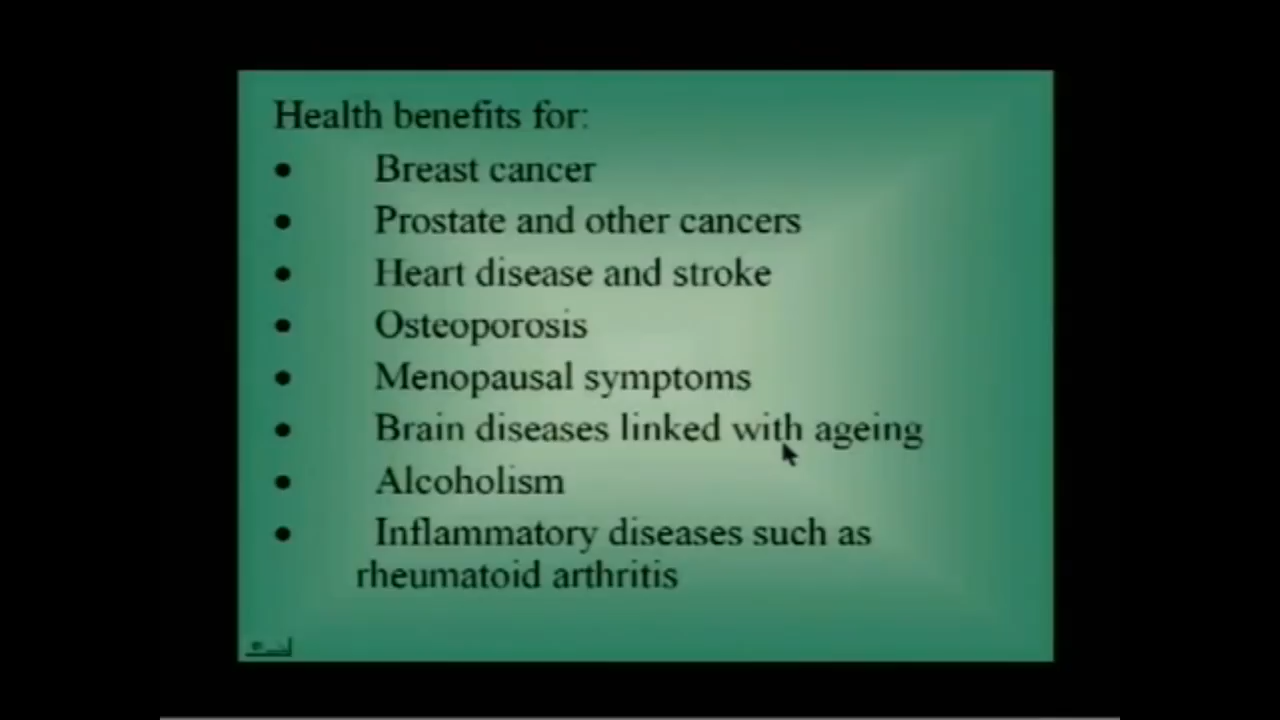 Health benefits for:
• Breast cancer
• Prostate and other cancers
• Heart disease and stroke
• Osteoporosis
• Menopausal symptoms
• Brain diseases linked with ageing
• Alcoholism
• Inflammatory diseases such as
rheumatoid arthritis